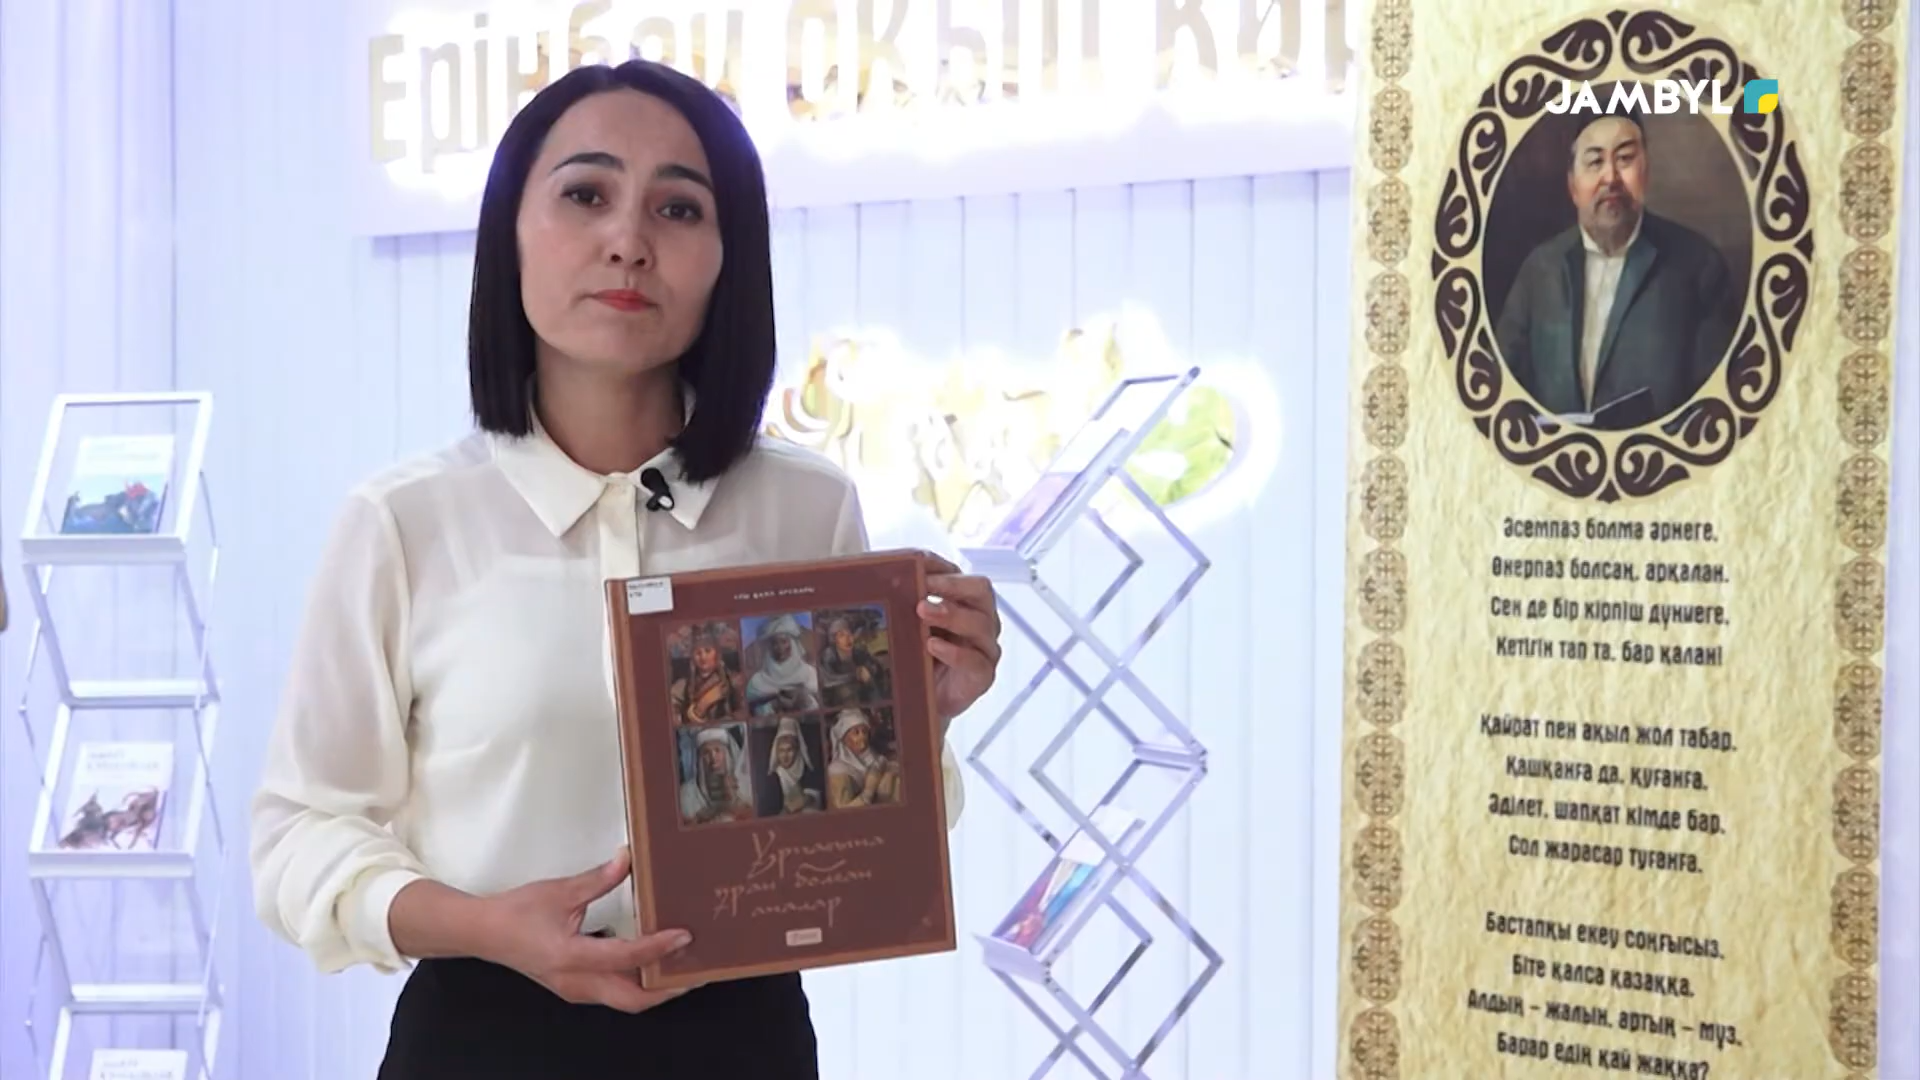 JAMBYL
Ерінбей оқып
Ұрпағына
ұран болған
аналар
Әсемпаз болма әрнеге,
Өнерпаз болсаң, арқалан.
Сен де бір кірпіш дүниеге,
Кетігін тап та, бар қалан!
Қайрат пен ақыл жол табар,
Қашқанға да, қуғанға.
Әділет, шапқат кімде бар,
Сол жарасар туғанға.
Бастапқы екеу соңғысыз,
Біте қалса қазаққа,
Алдың – жалын, артың – мұз,
Барар едің қай жаққа?